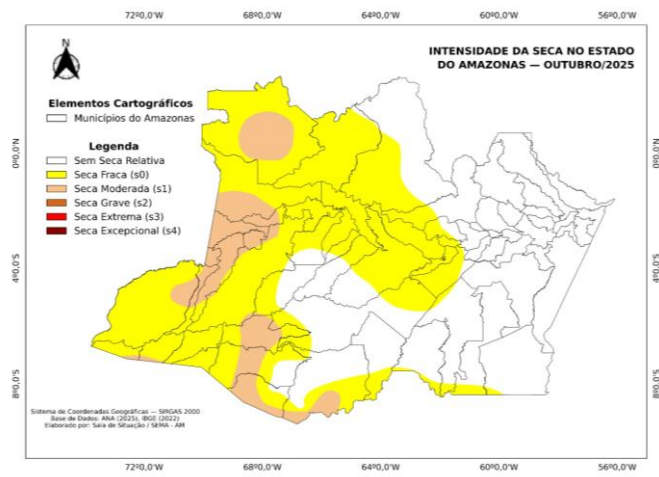 72º0,0'W 68º0,0'W 64º0,0'W 60º0,0'W 56º0,0'W
N
INTENSIDADE DA SECA NO ESTADO
DO AMAZONAS — OUTUBRO/2025
Elementos Cartográficos
Municípios do Amazonas
Legenda
Sem Seca Relativa
Seca Fraca (s0)
Seca Moderada (s1)
Seca Grave (s2)
Seca Extrema (s3)
Seca Excepcional (s4)
0º0,0'N 0º0,0'N
4º0,0'S 4º0,0'S
8º0,0'S 8º0,0'S
Sistema de Coordenadas Geográficas — SIRGAS 2000
Base de Dados: ANA (2025), IBGE (2022)
Elaborado por: Sala de Situação / SEMA - AM
72º0,0'W 68º0,0'W 64º0,0'W 60º0,0'W 56º0,0'W